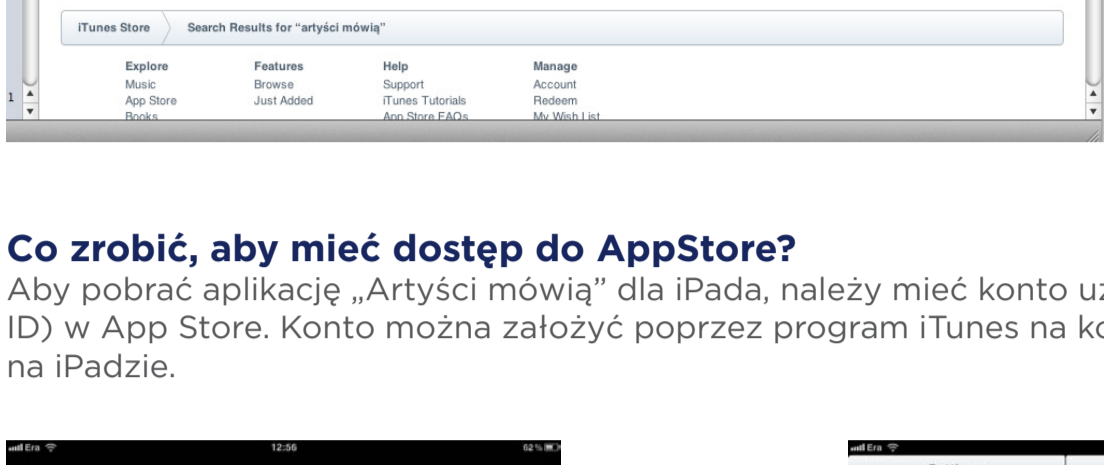 iTunes Store Search Results for “artyści mówią”
Explore Features Help Manage
Music Browse Support Account
1 App Store Just Added iTunes Tutorials Redeem
Books App Store FAQs My Wish List
Co zrobić, aby mieć dostęp do AppStore?
Aby pobrać aplikację „Artyści mówią” dla iPada, należy mieć konto
ID) w App Store. Konto można założyć poprzez program iTunes na
na iPadzie.
Era 12:56 62% Era